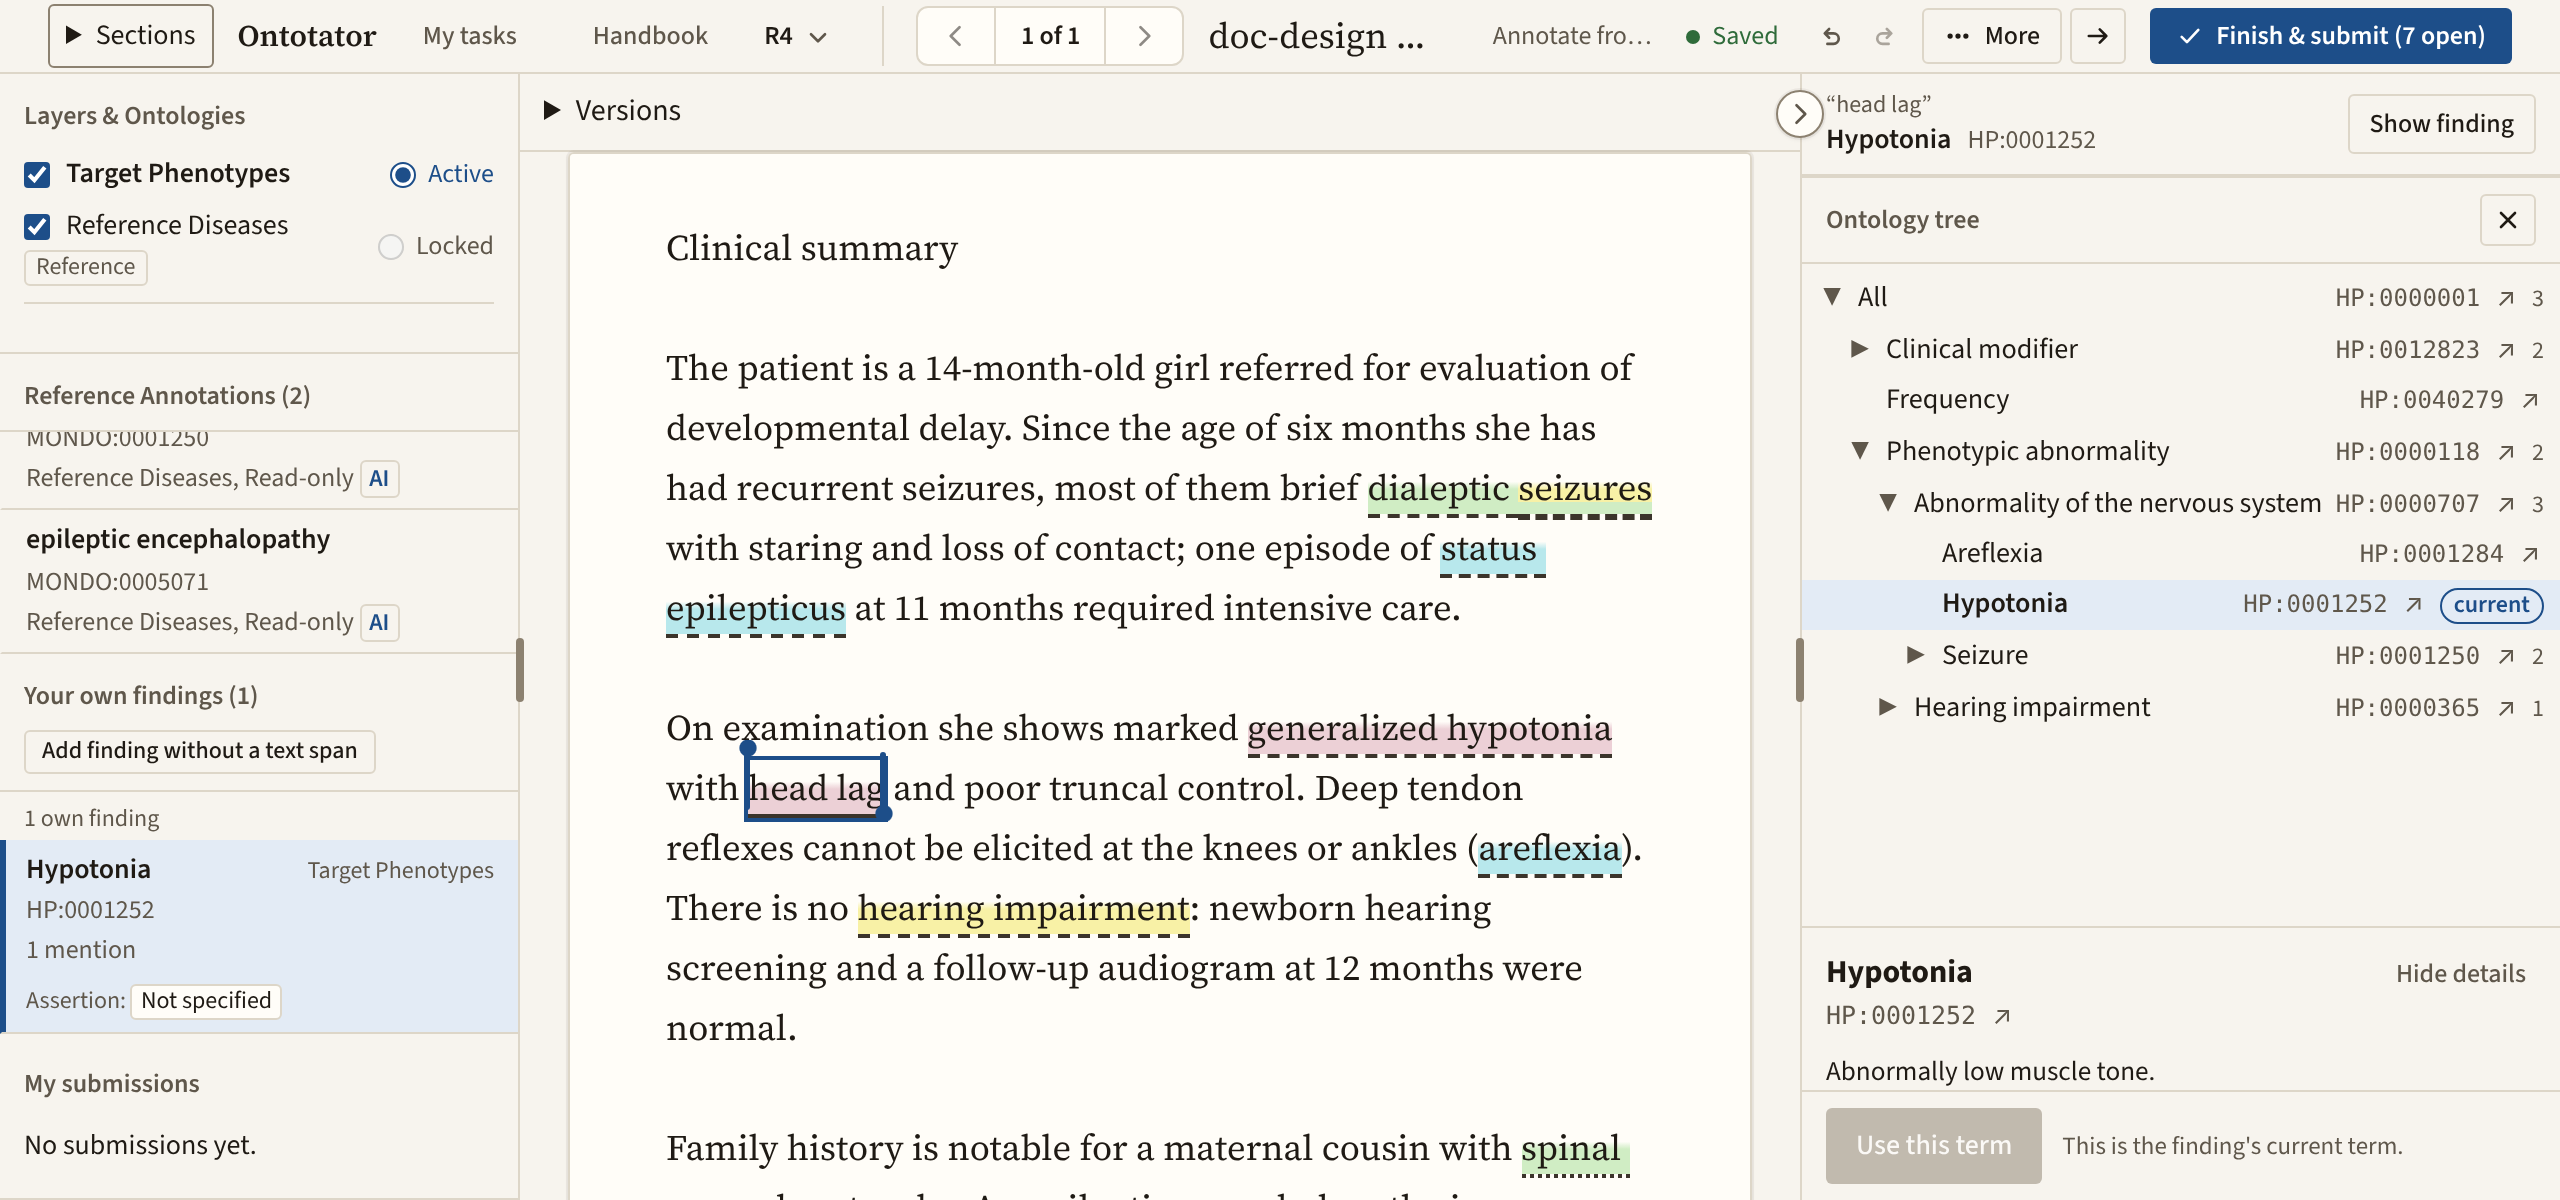 Sections
Ontotator
My tasks
Handbook
R4
1 of 1
doc-design ...
Annotate fro...
Saved
More
Finish & submit (7 open)
Layers & Ontologies
Target Phenotypes
Active
Reference Diseases
Reference
Locked
Reference Annotations (2)
MONDO:0001250
Reference Diseases, Read-only AI
epileptic encephalopathy
MONDO:0005071
Reference Diseases, Read-only AI
Your own findings (1)
Add finding without a text span
1 own finding
Hypotonia Target Phenotypes
HP:0001252
1 mention
Assertion: Not specified
My submissions
No submissions yet.
Versions
Clinical summary
The patient is a 14-month-old girl referred for evaluation of
developmental delay. Since the age of six months she has
had recurrent seizures, most of them brief dialeptic seizures
with staring and loss of contact; one episode of status
epilepticus at 11 months required intensive care.
On examination she shows marked generalized hypotonia
with head lag and poor truncal control. Deep tendon
reflexes cannot be elicited at the knees or ankles (areflexia).
There is no hearing impairment: newborn hearing
screening and a follow-up audiogram at 12 months were
normal.
Family history is notable for a maternal cousin with spinal
“head lag”
Hypotonia HP:0001252
Show finding
Ontology tree
All HP:0000001 3
Clinical modifier HP:0012823 2
Frequency HP:0040279
Phenotypic abnormality HP:0000118 2
Abnormality of the nervous system HP:0000707 3
Areflexia HP:0001284
Hypotonia HP:0001252 current
Seizure HP:0001250 2
Hearing impairment HP:0000365 1
Hypotonia
Hide details
HP:0001252
Abnormally low muscle tone.
Use this term
This is the finding's current term.